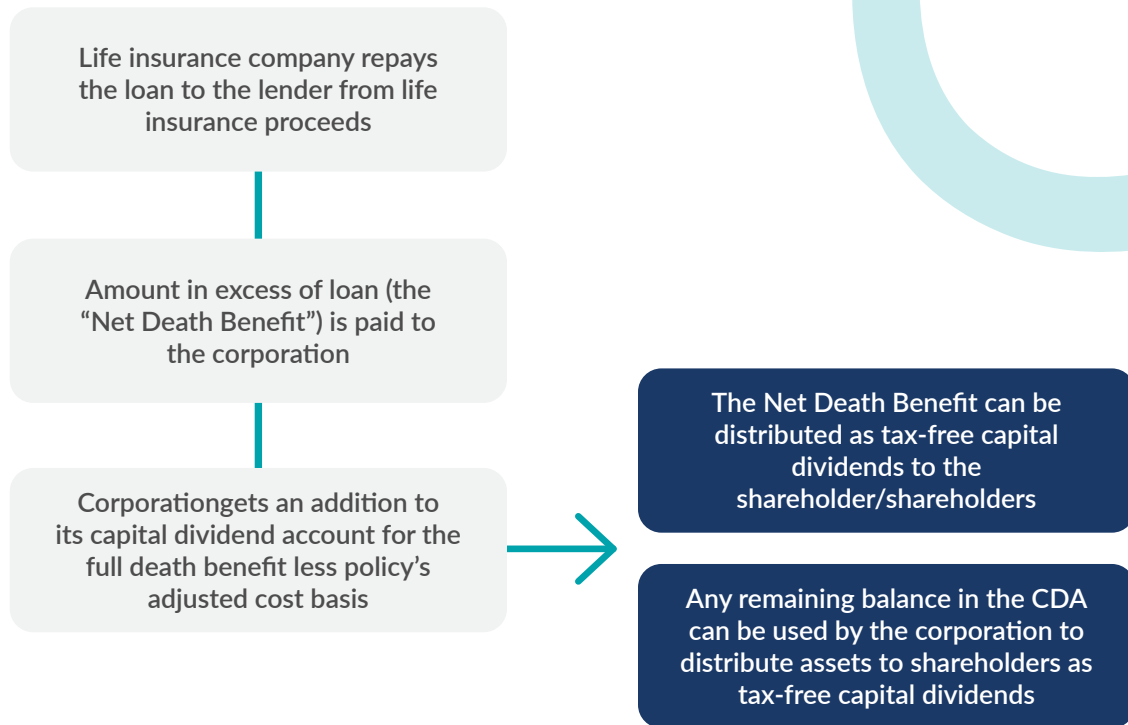 Life insurance company repays
the loan to the lender from life
insurance proceeds
Amount in excess of loan (the
“Net Death Benefit”) is paid to
the corporation
Corporationgets an addition to
its capital dividend account for the
full death benefit less policy’s
adjusted cost basis
The Net Death Benefit can be
distributed as tax-free capital
dividends to the
shareholder/shareholders
Any remaining balance in the CDA
can be used by the corporation to
distribute assets to shareholders as
tax-free capital dividends